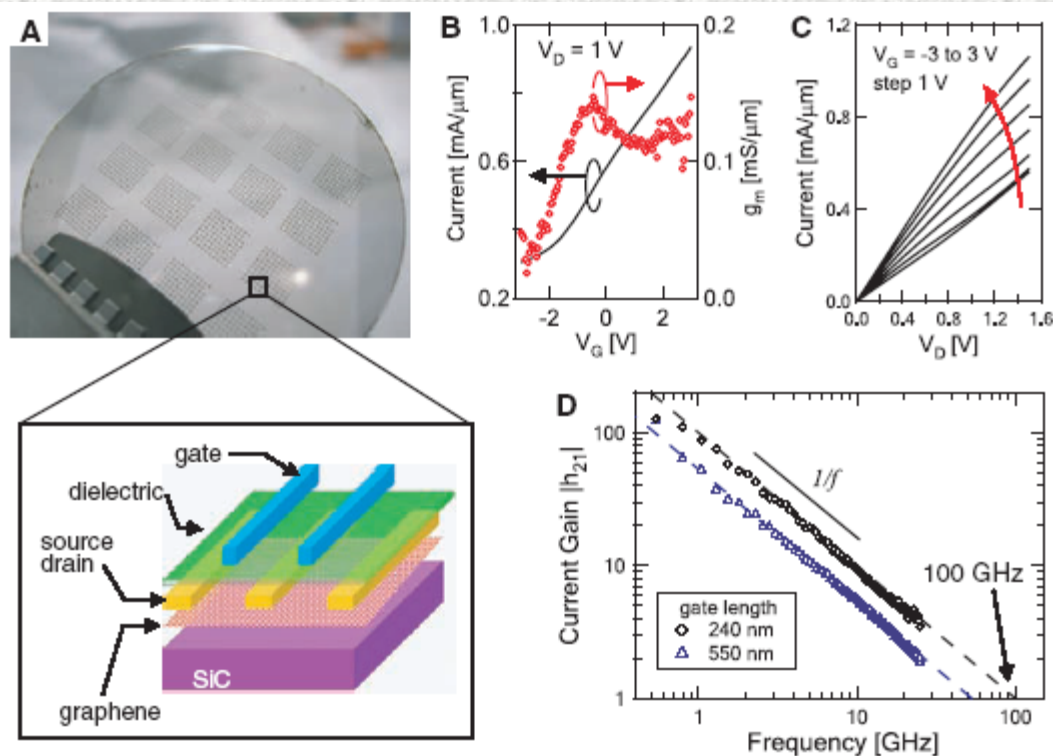 A
gate
dielectric
source
drain
graphene
SiC
B
V_D = 1 V
Current [mA/μm]
1.0
0.6
0.2
g_m [mS/μm]
0.2
0.1
0.0
-2 0 2
V_G [V]
C
V_G = -3 to 3 V
step 1 V
Current [mA/μm]
1.2
0.8
0.4
0.0
0.0 0.4 0.8 1.2 1.6
V_D [V]
D
Current Gain |h_21|
100
10
1
1/f
100 GHz
gate length
240 nm
550 nm
1 10 100
Frequency [GHz]